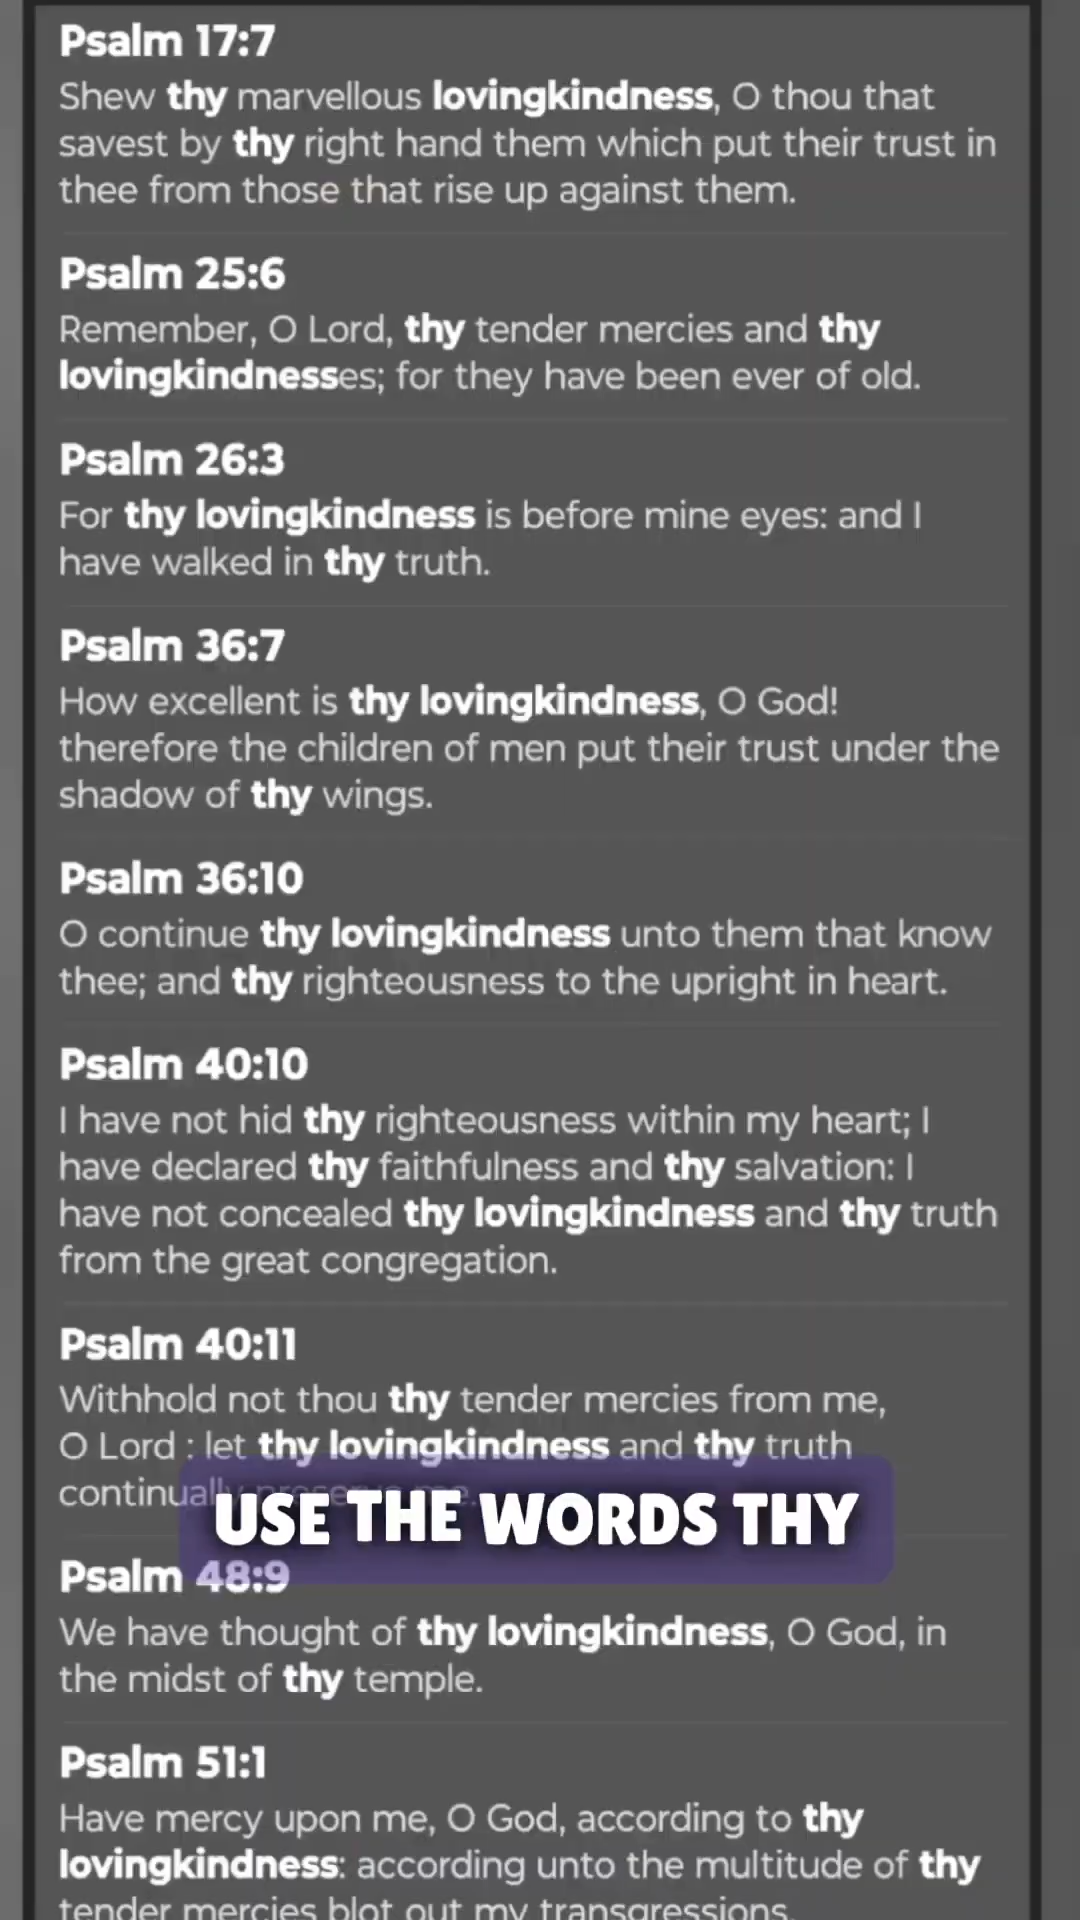 Psalm 17:7
Shew thy marvellous lovingkindness, O thou that
savest by thy right hand them which put their trust in
thee from those that rise up against them.
Psalm 25:6
Remember, O Lord, thy tender mercies and thy
lovingkindnesses; for they have been ever of old.
Psalm 26:3
For thy lovingkindness is before mine eyes: and I
have walked in thy truth.
Psalm 36:7
How excellent is thy lovingkindness, O God!
therefore the children of men put their trust under the
shadow of thy wings.
Psalm 36:10
O continue thy lovingkindness unto them that know
thee; and thy righteousness to the upright in heart.
Psalm 40:10
I have not hid thy righteousness within my heart; I
have declared thy faithfulness and thy salvation: I
have not concealed thy lovingkindness and thy truth
from the great congregation.
Psalm 40:11
Withhold not thou thy tender mercies from me,
O Lord : let thy lovingkindness and thy truth
continually preserve me.
USE THE WORDS THY
Psalm 48:9
We have thought of thy lovingkindness, O God, in
the midst of thy temple.
Psalm 51:1
Have mercy upon me, O God, according to thy
lovingkindness: according unto the multitude of thy
tender mercies blot out my transgressions.